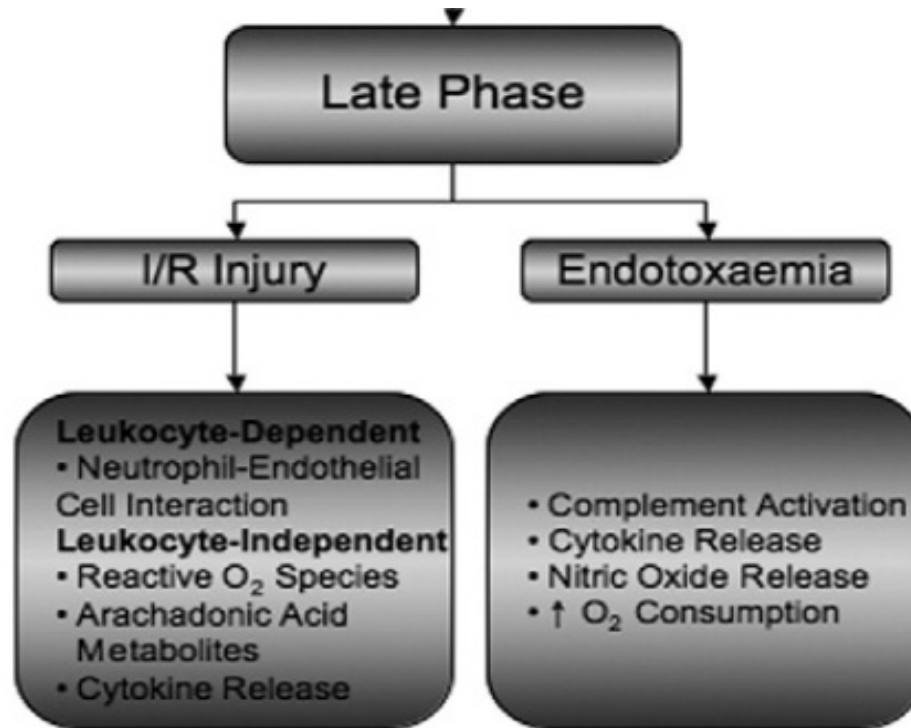 Late Phase
I/R Injury
Endotoxaemia
Leukocyte-Dependent
• Neutrophil-Endothelial
Cell Interaction
Leukocyte-Independent
• Reactive O₂ Species
• Arachadonic Acid
Metabolites
• Cytokine Release
• Complement Activation
• Cytokine Release
• Nitric Oxide Release
• ↑ O₂ Consumption